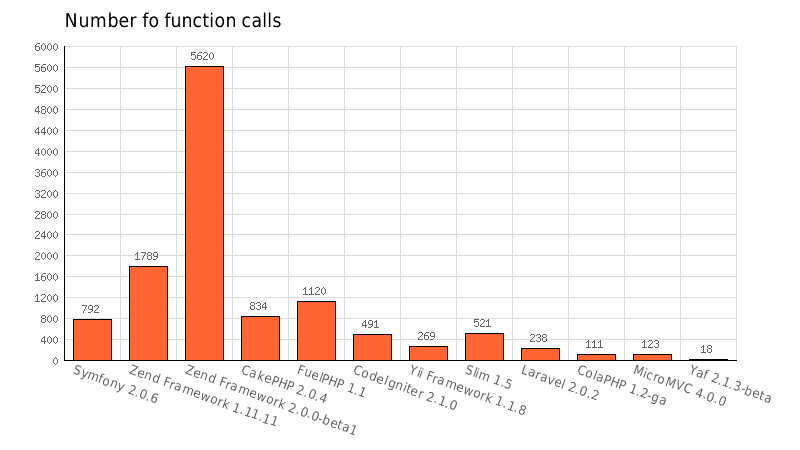 Number fo function calls
6000
5600
5200
4800
4400
4000
3600
3200
2800
2400
2000
1600
1200
800
400
0
792
1789
5620
834
1120
491
269
521
238
111
123
18
Symfony 2.0.6
Zend Framework 1.11.11
Zend Framework 2.0.0-beta1
CakePHP 2.0.4
FuelPHP 1.1
CodeIgniter 2.1.0
Yii Framework 1.1.8
Slim 1.5
Laravel 2.0.2
ColaPHP 1.2-ga
MicroMVC 4.0.0
Yaf 2.1.3-beta